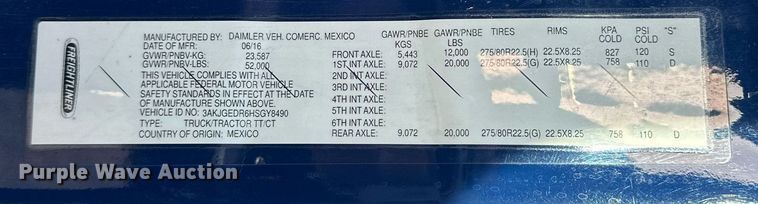 FREIGHTLINER
MANUFACTURED BY: DAIMLER VEH. COMERC. MEXICO
DATE OF MFR: 06/16
GVWR/PNBV-KG: 23,587
GVWR/PNBV-LBS: 52,000
THIS VEHICLE COMPLIES WITH ALL
APPLICABLE FEDERAL MOTOR VEHICLE
SAFETY STANDARDS IN EFFECT AT THE DATE
OF MANUFACTURE SHOWN ABOVE.
VEHICLE ID NO: 3AKJGEDR6HSGY8490
TYPE: TRUCK/TRACTOR TT/CT
COUNTRY OF ORIGIN: MEXICO
GAWR/PNBE GAWR/PNBE TIRES RIMS KPA PSI "S"
KGS LBS COLD COLD
FRONT AXLE: 5,443 12,000 275/80R22.5(H) 22.5X8.25 827 120 S
1ST INT AXLE: 9,072 20,000 275/80R22.5(G) 22.5X8.25 758 110 D
2ND INT AXLE:
3RD INT AXLE:
4TH INT AXLE:
5TH INT AXLE:
6TH INT AXLE:
REAR AXLE: 9,072 20,000 275/80R22.5(G) 22.5X8.25 758 110 D
Purple Wave Auction